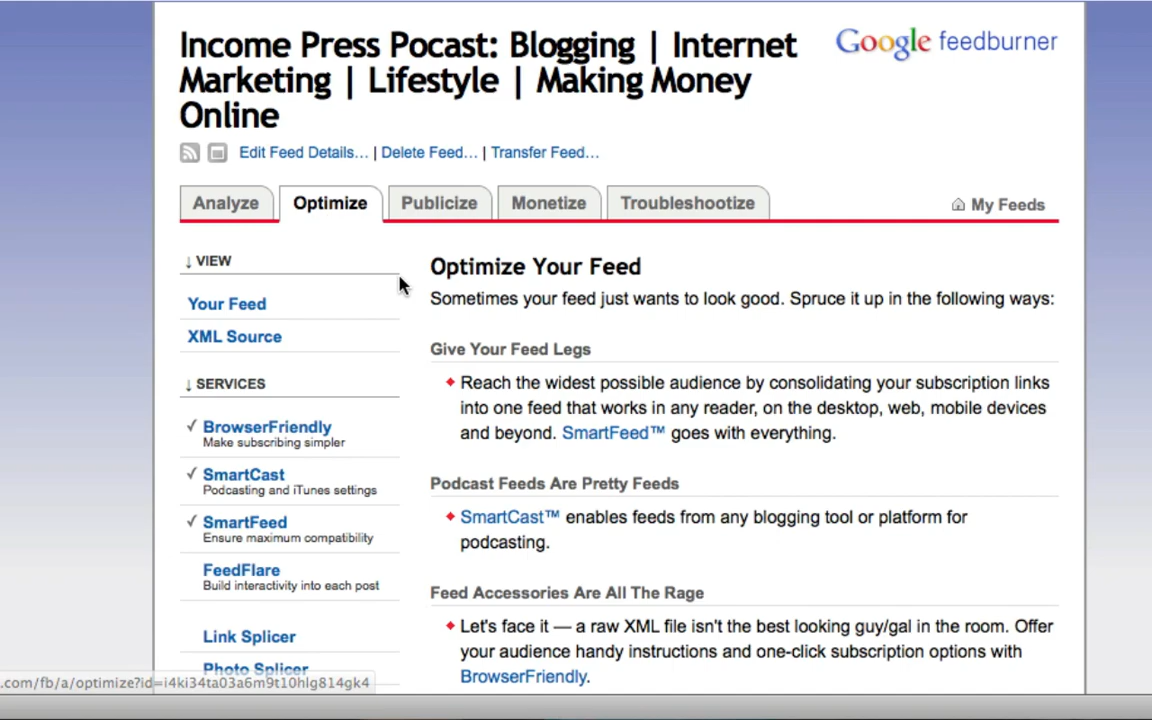 Income Press Pocast: Blogging | Internet
Marketing | Lifestyle | Making Money
Online
Google feedburner
Edit Feed Details... | Delete Feed... | Transfer Feed...
Analyze
Optimize
Publicize
Monetize
Troubleshootize
My Feeds
↓ VIEW
Your Feed
XML Source
↓ SERVICES
✓ BrowserFriendly
Make subscribing simpler
✓ SmartCast
Podcasting and iTunes settings
✓ SmartFeed
Ensure maximum compatibility
FeedFlare
Build interactivity into each post
Link Splicer
Photo Splicer
Optimize Your Feed
Sometimes your feed just wants to look good. Spruce it up in the following ways:
Give Your Feed Legs
Reach the widest possible audience by consolidating your subscription links
into one feed that works in any reader, on the desktop, web, mobile devices
and beyond. SmartFeed™ goes with everything.
Podcast Feeds Are Pretty Feeds
SmartCast™ enables feeds from any blogging tool or platform for
podcasting.
Feed Accessories Are All The Rage
Let's face it — a raw XML file isn't the best looking guy/gal in the room. Offer
your audience handy instructions and one-click subscription options with
BrowserFriendly.
.com/fb/a/optimize?id=i4ki34ta03a6m9t10hlg814gk4